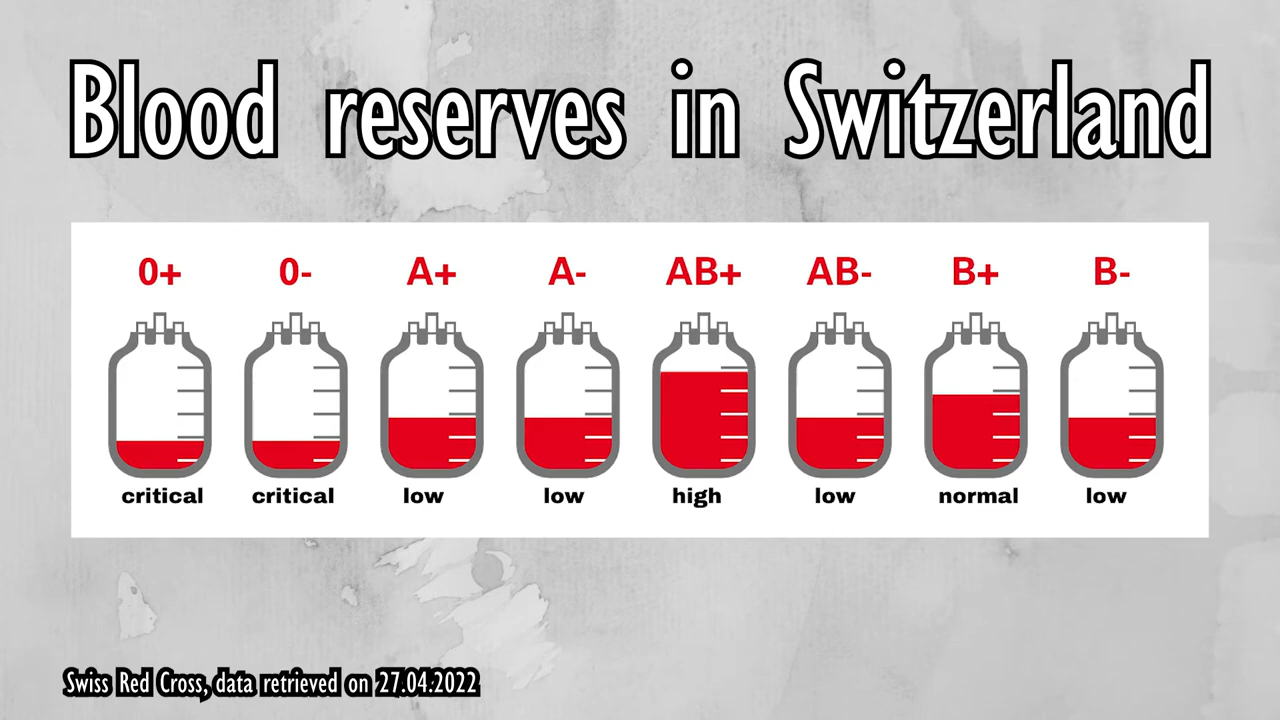 Blood reserves in Switzerland
0+ 0- A+ A- AB+ AB- B+ B-
critical critical low low high low normal low
Swiss Red Cross, data retrieved on 27.04.2022